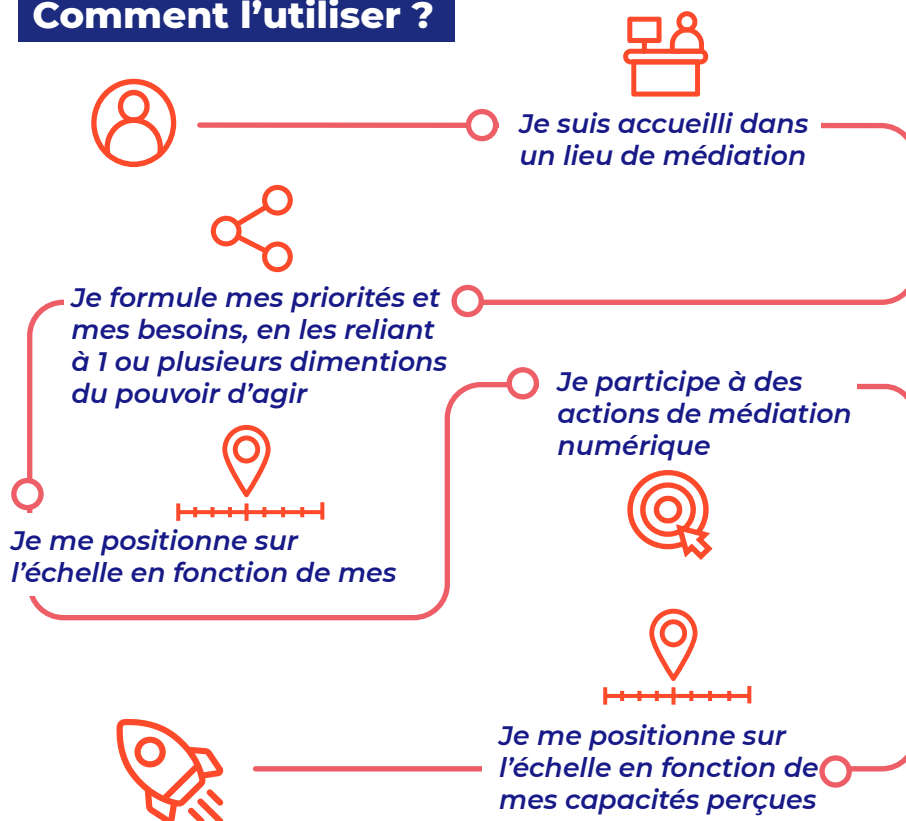 Comment l'utiliser ?
Je suis accueilli dans
un lieu de médiation
Je formule mes priorités et
mes besoins, en les reliant
à 1 ou plusieurs dimentions
du pouvoir d'agir
Je me positionne sur
l'échelle en fonction de mes
Je participe à des
actions de médiation
numérique
Je me positionne sur
l'échelle en fonction de
mes capacités perçues